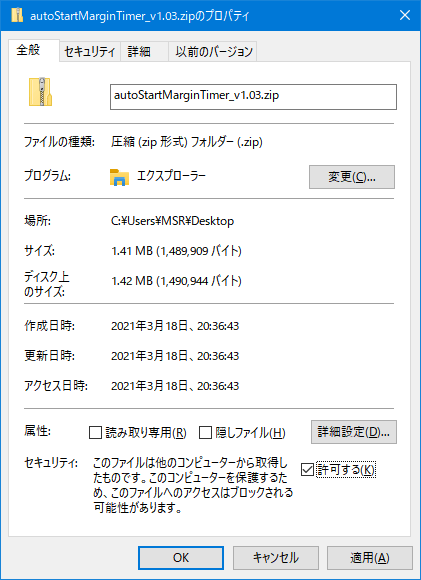 autoStartMarginTimer_v1.03.zipのプロパティ
全般 セキュリティ 詳細 以前のバージョン
autoStartMarginTimer_v1.03.zip
ファイルの種類: 圧縮 (zip 形式) フォルダー (.zip)
プログラム: エクスプローラー 変更(C)...
場所: C:¥Users¥MSR¥Desktop
サイズ: 1.41 MB (1,489,909 バイト)
ディスク上
のサイズ: 1.42 MB (1,490,944 バイト)
作成日時: 2021年3月18日、20:36:43
更新日時: 2021年3月18日、20:36:43
アクセス日時: 2021年3月18日、20:36:43
属性: 読み取り専用(R) 隠しファイル(H) 詳細設定(D)...
セキュリティ: このファイルは他のコンピューターから取得し
たものです。このコンピューターを保護するた
め、このファイルへのアクセスはブロックされる
可能性があります。
許可する(K)
OK キャンセル 適用(A)